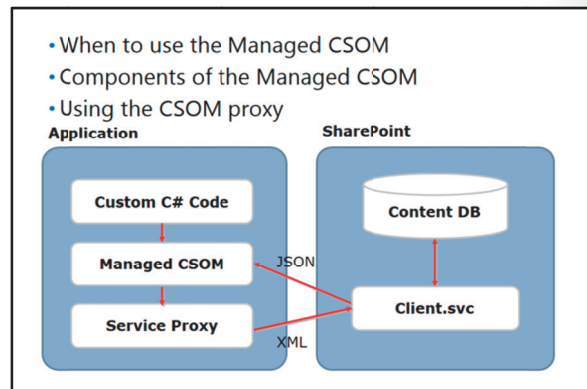 • When to use the Managed CSOM
• Components of the Managed CSOM
• Using the CSOM proxy
Application
SharePoint
Custom C# Code
Content DB
Managed CSOM
JSON
Client.svc
Service Proxy
XML